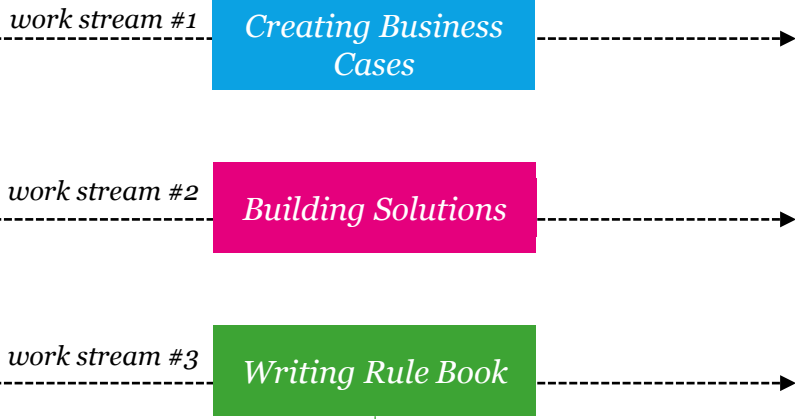 work stream #1
Creating Business
Cases
work stream #2
Building Solutions
work stream #3
Writing Rule Book